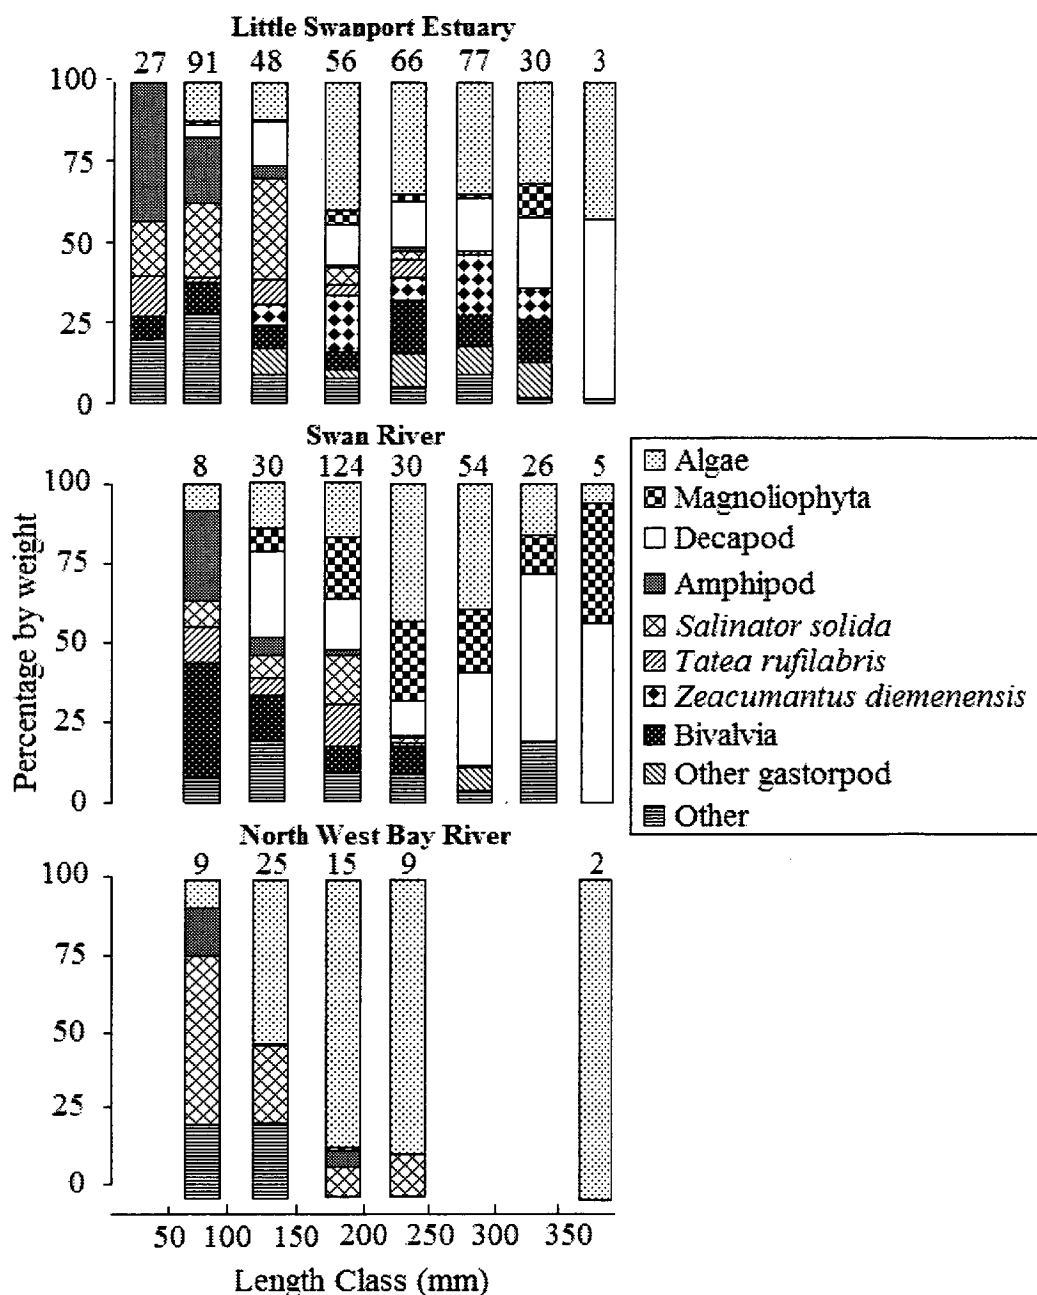 Little Swanport Estuary
27 91 48 56 66 77 30 3
100
75
50
25
0
Swan River
8 30 124 30 54 26 5
100
75
50
25
0
Percentage by weight
Algae
Magnoliophyta
Decapod
Amphipod
Salinator solida
Tatea rufilabris
Zeacumantus diemenensis
Bivalvia
Other gastorpod
Other
North West Bay River
9 25 15 9 2
100
75
50
25
0
50 100 150 200 250 300 350
Length Class (mm)